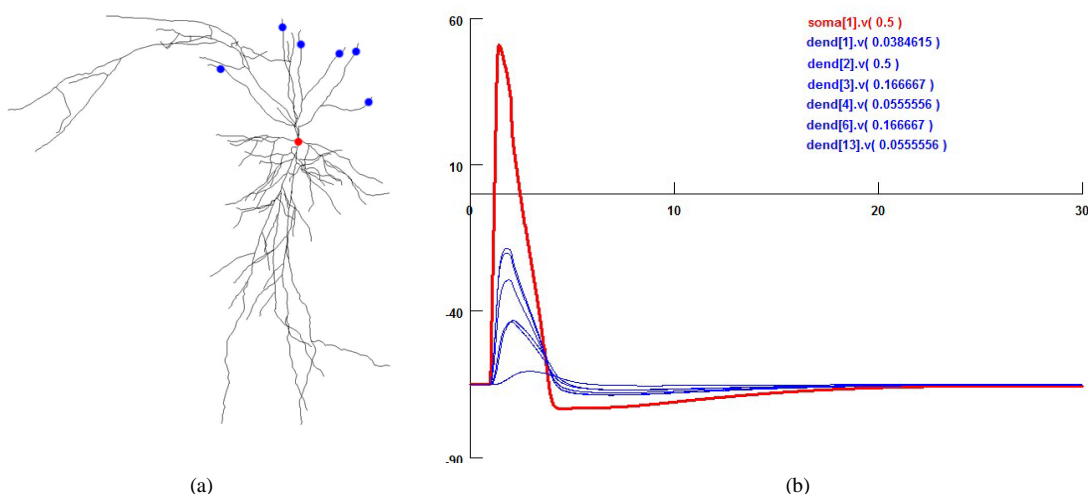 60
soma[1].v( 0.5 )
dend[1].v( 0.0384615 )
dend[2].v( 0.5 )
dend[3].v( 0.166667 )
dend[4].v( 0.0555556 )
dend[6].v( 0.166667 )
dend[13].v( 0.0555556 )
10
0
10
20
30
-40
-90
(a)
(b)